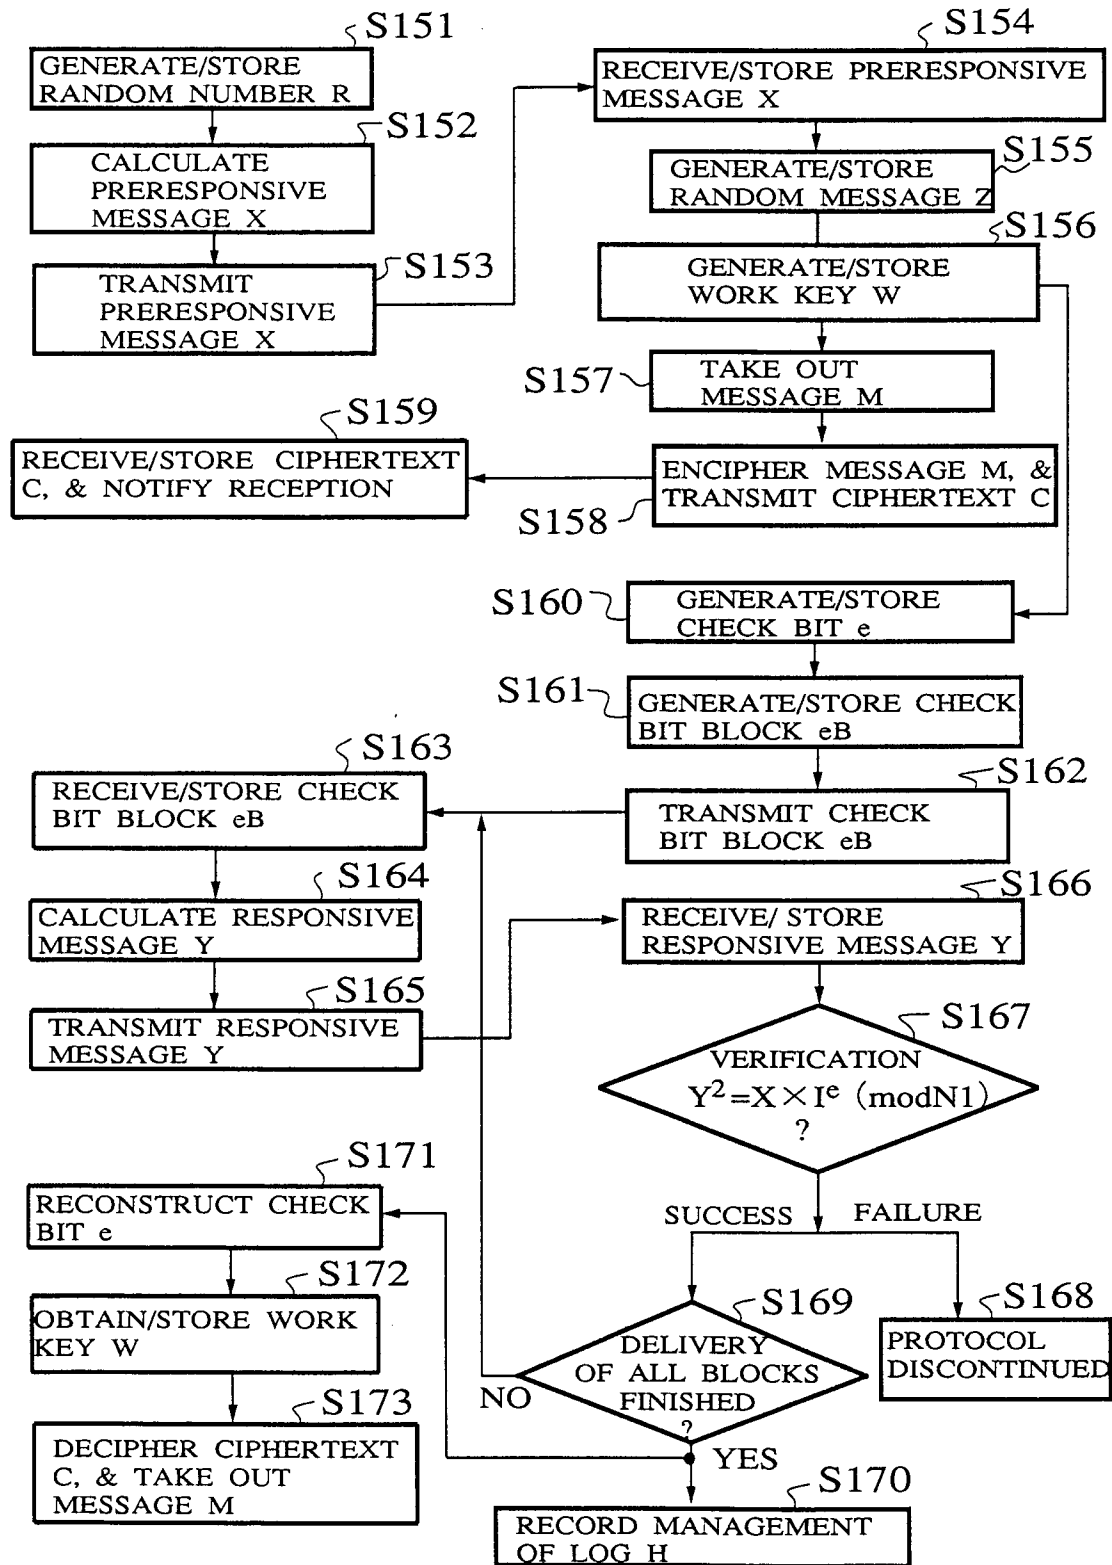 S151
GENERATE/STORE
RANDOM NUMBER R
S152
CALCULATE
PRERESPONSIVE
MESSAGE X
S153
TRANSMIT
PRERESPONSIVE
MESSAGE X
S154
RECEIVE/STORE PRERESPONSIVE
MESSAGE X
S155
GENERATE/STORE
RANDOM MESSAGE Z
S156
GENERATE/STORE
WORK KEY W
S157
TAKE OUT
MESSAGE M
S158
ENCIPHER MESSAGE M, &
TRANSMIT CIPHERTEXT C
S159
RECEIVE/STORE CIPHERTEXT
C, & NOTIFY RECEPTION
S160
GENERATE/STORE
CHECK BIT e
S161
GENERATE/STORE CHECK
BIT BLOCK eB
S162
TRANSMIT CHECK
BIT BLOCK eB
S163
RECEIVE/STORE CHECK
BIT BLOCK eB
S164
CALCULATE RESPONSIVE
MESSAGE Y
S165
TRANSMIT RESPONSIVE
MESSAGE Y
S166
RECEIVE/ STORE
RESPONSIVE MESSAGE Y
S167
VERIFICATION
Y²=X×Iᵉ (modN1)
?
SUCCESS
FAILURE
S168
PROTOCOL
DISCONTINUED
S169
DELIVERY
OF ALL BLOCKS
FINISHED
?
NO
YES
S170
RECORD MANAGEMENT
OF LOG H
S171
RECONSTRUCT CHECK
BIT e
S172
OBTAIN/STORE WORK
KEY W
S173
DECIPHER CIPHERTEXT
C, & TAKE OUT
MESSAGE M